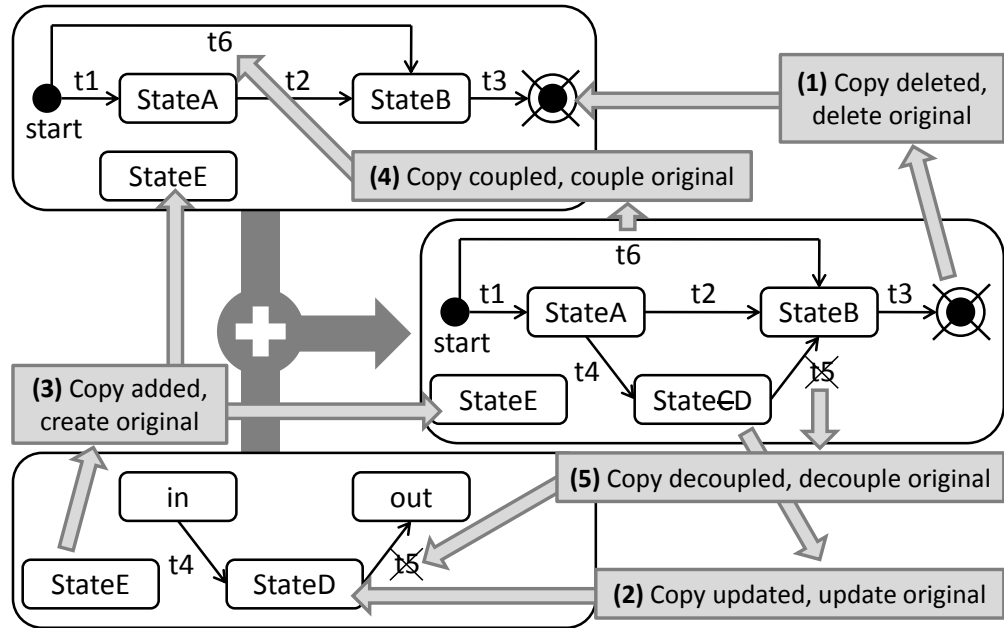 t6
t1
StateA
t2
StateB
t3
start
StateE
(1) Copy deleted,
delete original
(4) Copy coupled, couple original
t6
t1
StateA
t2
StateB
t3
start
t4
t5
StateE
StateCD
(3) Copy added,
create original
in
out
(5) Copy decoupled, decouple original
t4
t5
StateE
StateD
(2) Copy updated, update original